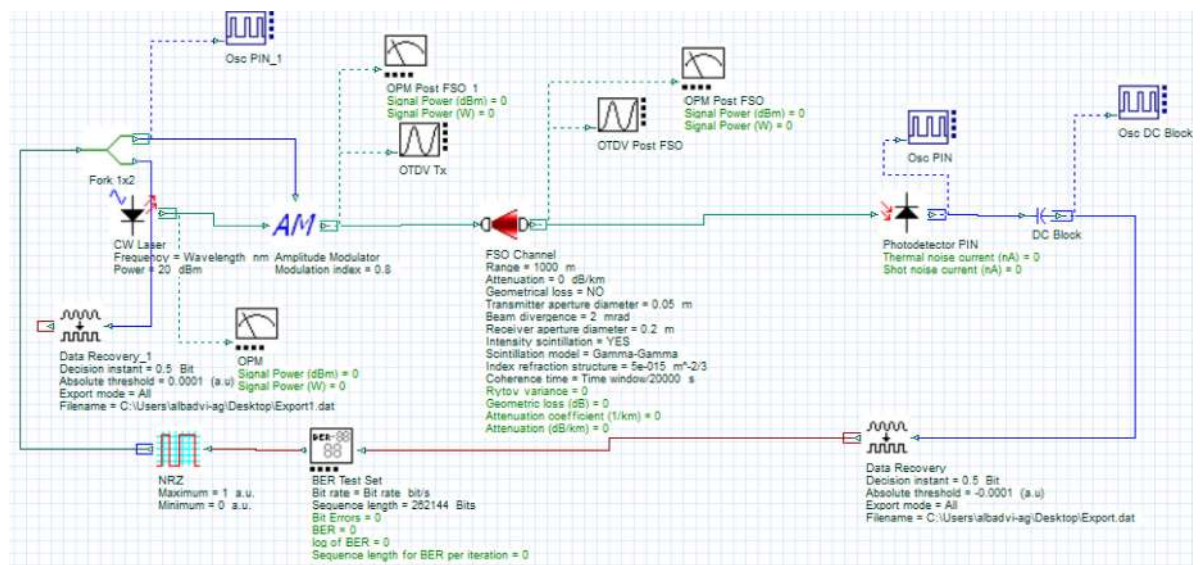 Osc PIN_1
OPM Post FSO_1
Signal Power (dBm) = 0
Signal Power (W) = 0
OTDV Tx
OPM Post FSO
Signal Power (dBm) = 0
Signal Power (W) = 0
OTDV Post FSO
Osc PIN
Osc DC Block
Fork 1x2
CW Laser
Frequency = Wavelength nm
Power = 20 dBm
AM
Amplitude Modulator
Modulation index = 0.8
FSO Channel
Range = 1000 m
Attenuation = 0 dB/km
Geometrical loss = NO
Transmitter aperture diameter = 0.05 m
Beam divergence = 2 mrad
Receiver aperture diameter = 0.2 m
Intensity scintillation = YES
Scintillation model = Gamma-Gamma
Index refraction structure = 5e-015 m^-2/3
Coherence time = Time window/20000 s
Rytov variance = 0
Geometric loss (dB) = 0
Attenuation coefficient (1/km) = 0
Attenuation (dB/km) = 0
Photodetector PIN
Thermal noise current (nA) = 0
Shot noise current (nA) = 0
DC Block
Data Recovery_1
Decision instant = 0.5 Bit
Absolute threshold = 0.0001 (a.u)
Export mode = All
Filename = C:\Users\albadvi-ag\Desktop\Export1.dat
OPM
Signal Power (dBm) = 0
Signal Power (W) = 0
NRZ
Maximum = 1 a.u.
Minimum = 0 a.u.
BER-88
88
BER Test Set
Bit rate = Bit rate bit/s
Sequence length = 262144 Bits
Bit Errors = 0
BER = 0
log of BER = 0
Sequence length for BER per iteration = 0
Data Recovery
Decision instant = 0.5 Bit
Absolute threshold = -0.0001 (a.u)
Export mode = All
Filename = C:\Users\albadvi-ag\Desktop\Export.dat